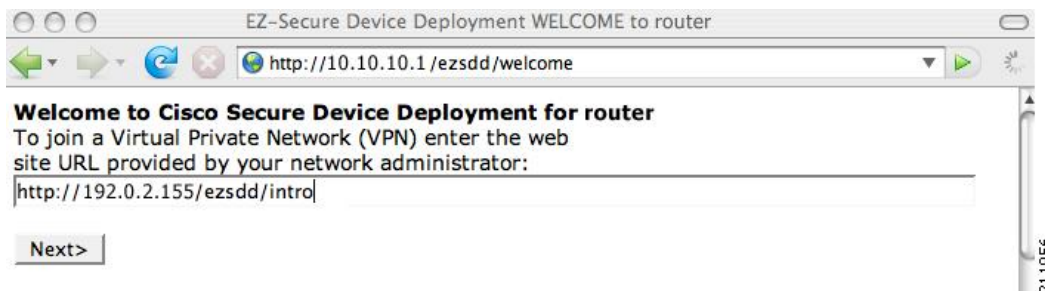 EZ-Secure Device Deployment WELCOME to router
http://10.10.10.1/ezsdd/welcome
Welcome to Cisco Secure Device Deployment for router
To join a Virtual Private Network (VPN) enter the web
site URL provided by your network administrator:
http://192.0.2.155/ezsdd/intro
Next>